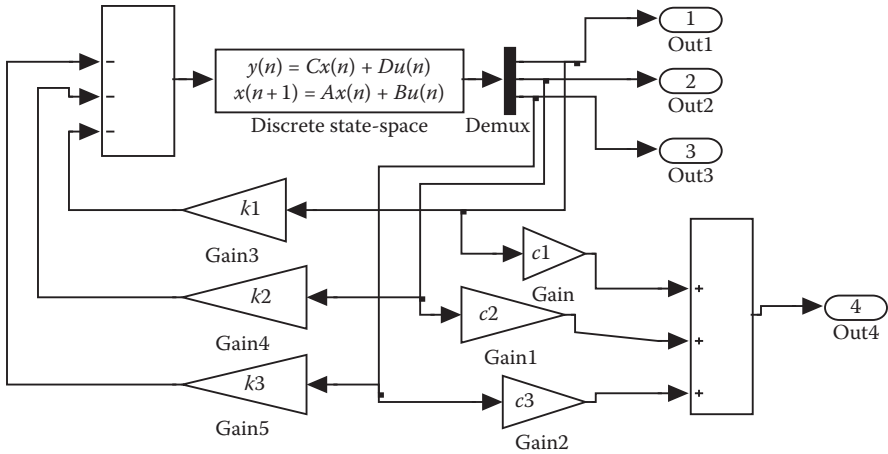 1
Out1
y(n) = Cx(n) + Du(n)
x(n+1) = Ax(n) + Bu(n)
Discrete state-space
Demux
2
Out2
3
Out3
−
−
−
k1
Gain3
c1
Gain
k2
Gain4
c2
Gain1
k3
Gain5
c3
Gain2
+
+
+
4
Out4